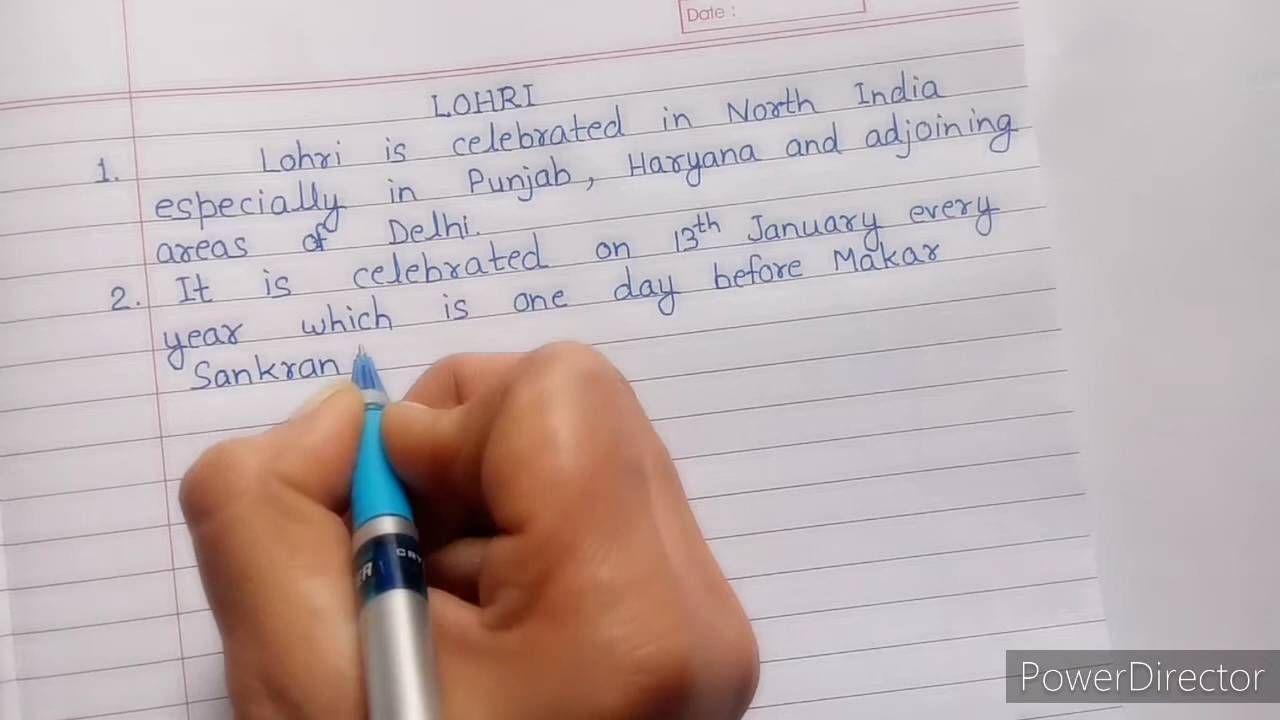 Date :
LOHRI
1. Lohri is celebrated in North India
especially in Punjab, Haryana and adjoining
areas of Delhi.
2. It is celebrated on 13th January every
year which is one day before Makar
Sankran
PowerDirector